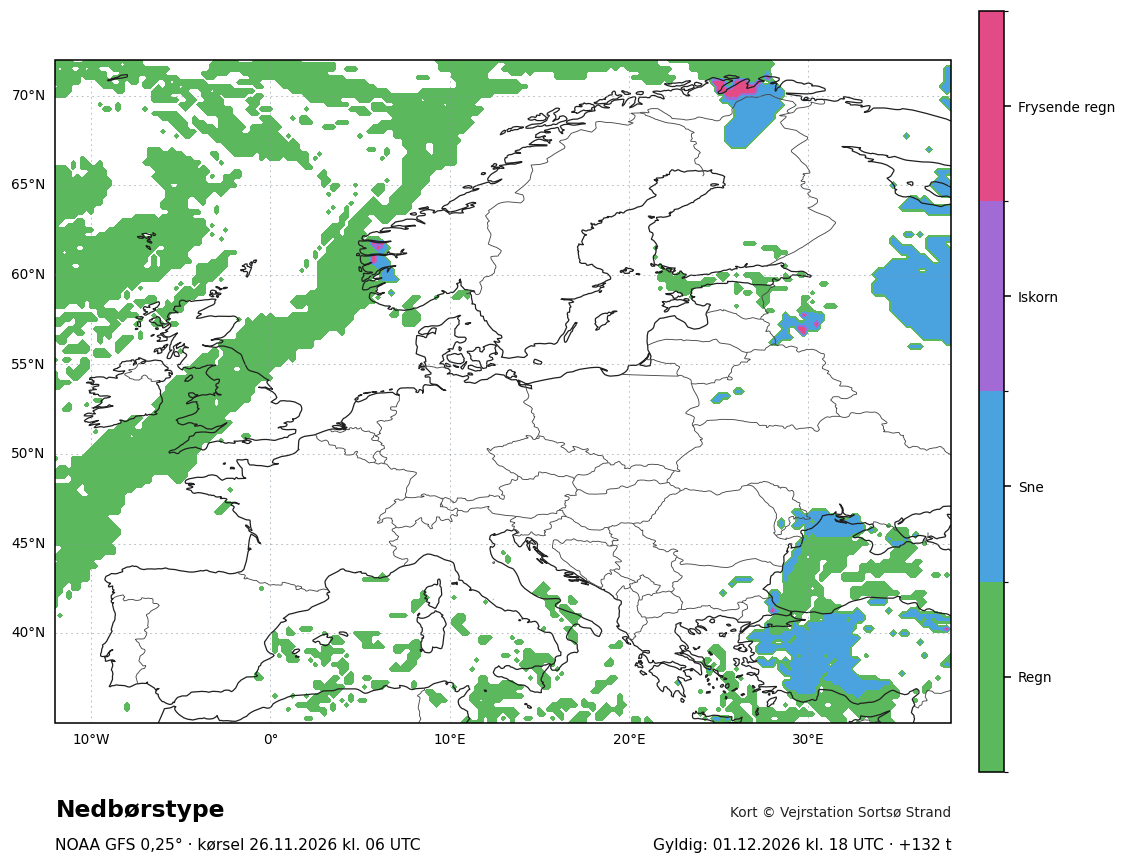 70°N
65°N
60°N
55°N
50°N
45°N
40°N
10°W
0°
10°E
20°E
30°E
Frysende regn
Iskorn
Sne
Regn
Nedbørstype
Kort © Vejrstation Sortsø Strand
NOAA GFS 0,25° · kørsel 26.11.2026 kl. 06 UTC
Gyldig: 01.12.2026 kl. 18 UTC · +132 t